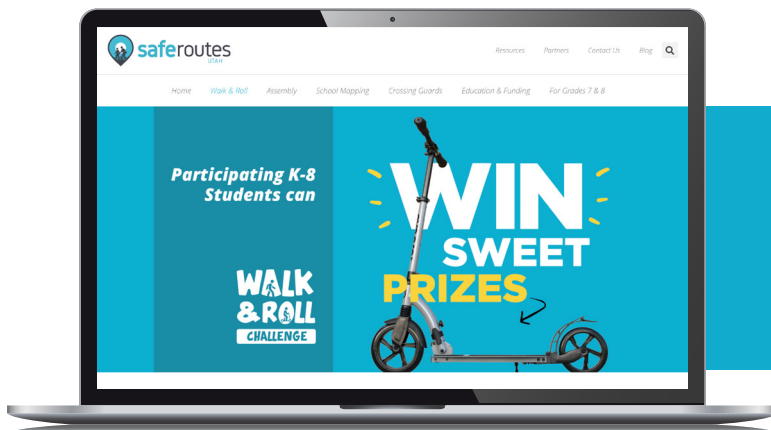 saferoutes
UTAH
Resources Partners Contact Us Blog
Home Walk & Roll Assembly School Mapping Crossing Guards Education & Funding For Grades 7 & 8
Participating K-8
Students can
WALK
& ROLL
CHALLENGE
WIN
SWEET
PRIZES